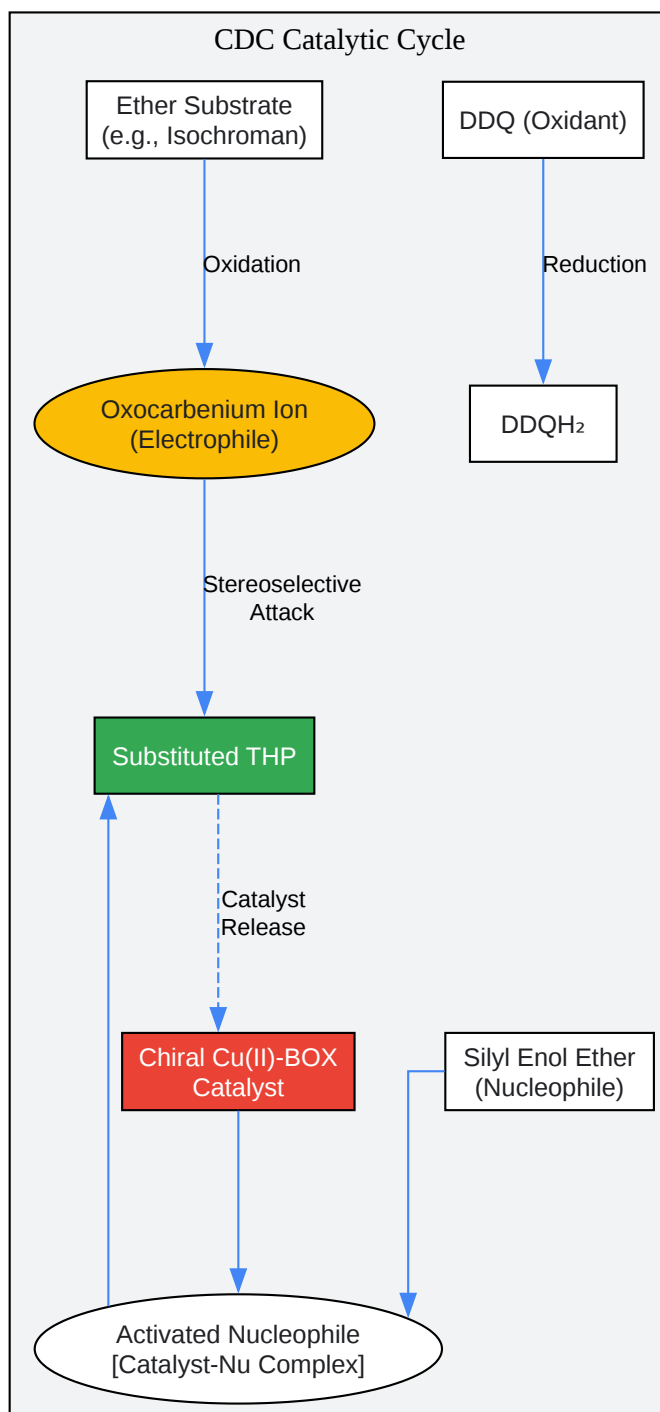 CDC Catalytic Cycle
Ether Substrate
(e.g., Isochroman)
DDQ (Oxidant)
Oxidation
Reduction
Oxocarbenium Ion
(Electrophile)
DDQH₂
Stereoselective
Attack
Substituted THP
Catalyst
Release
Chiral Cu(II)-BOX
Catalyst
Silyl Enol Ether
(Nucleophile)
Activated Nucleophile
[Catalyst-Nu Complex]